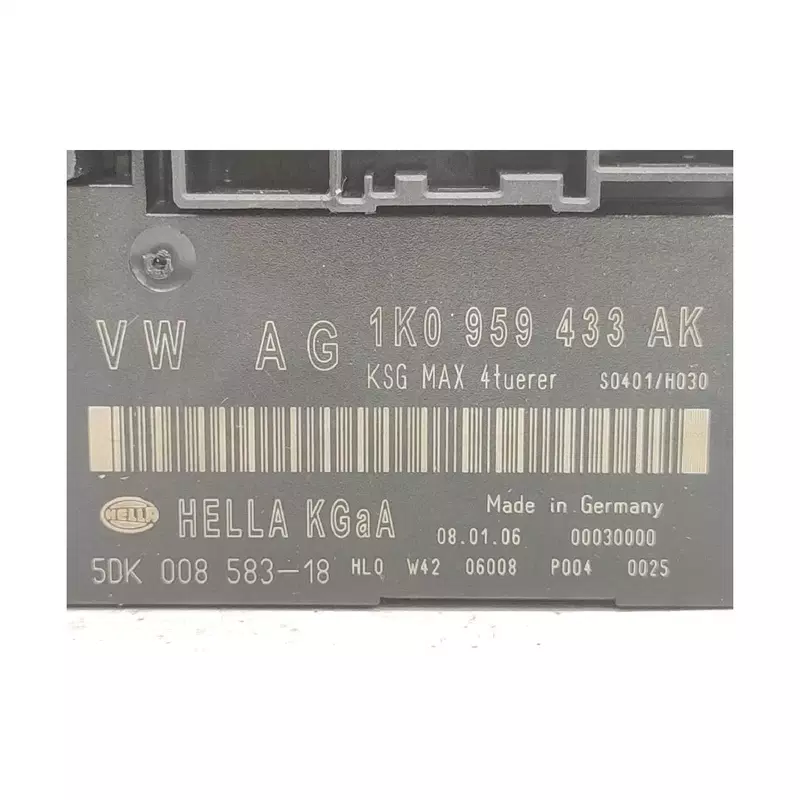 VW AG 1K0 959 433 AK
KSG MAX 4tuerer S0401/H030
HELLA HELLA KGaA Made in Germany
08.01.06 00030000
5DK 008 583-18 HLO W42 06008 P004 0025